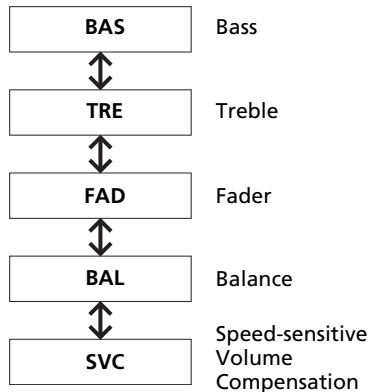 BAS Bass
TRE Treble
FAD Fader
BAL Balance
SVC Speed-sensitive
Volume
Compensation